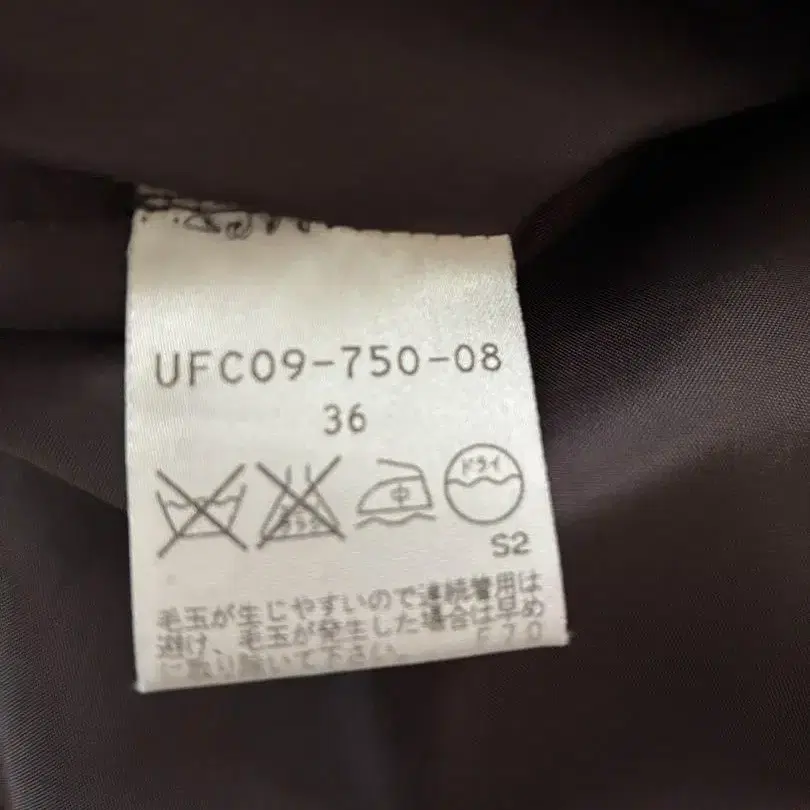 UFC09-750-08
36
中
ドライ
S2
毛玉が生じやすいので連続着用は
避け、毛玉が発生した場合は早め
に取り除いて下さい。
F70